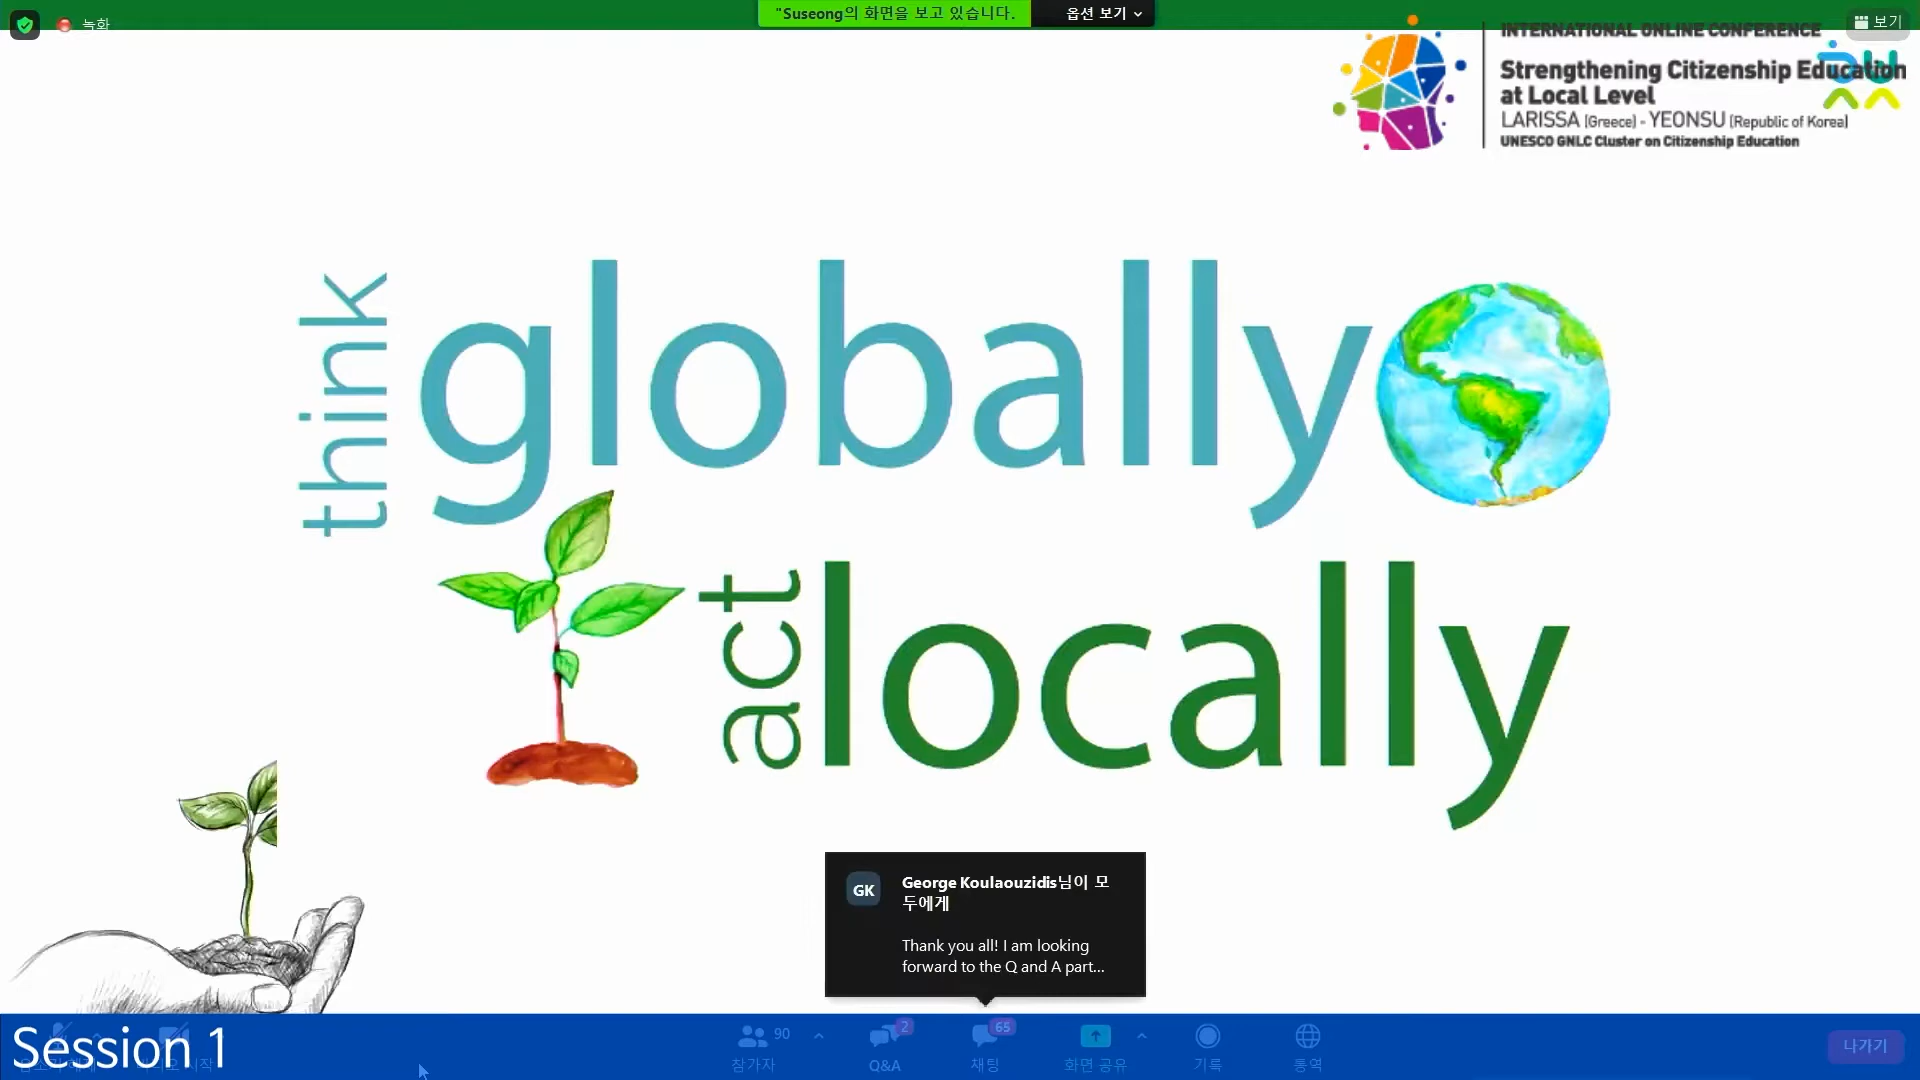 녹화
"Suseong의 화면을 보고 있습니다.
옵션 보기
보기
INTERNATIONAL ONLINE CONFERENCE
Strengthening Citizenship Education
at Local Level
LARISSA (Greece) - YEONSU (Republic of Korea)
UNESCO GNLC Cluster on Citizenship Education
think
globally
act
locally
GK
George Koulaouzidis님이 모
두에게
Thank you all! I am looking
forward to the Q and A part...
Session 1
90
참가자
2
Q&A
65
채팅
화면 공유
기록
통역
나가기